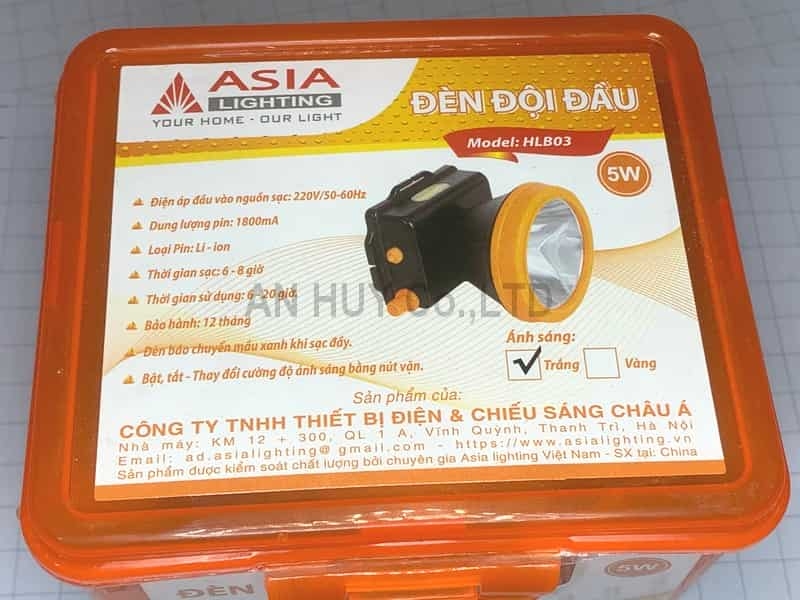 ASIA
LIGHTING
YOUR HOME - OUR LIGHT
ĐÈN ĐỘI ĐẦU
Model: HLB03
5W
Điện áp đầu vào nguồn sạc: 220V/50-60Hz
Dung lượng pin: 1800mA
Loại Pin: Li - ion
Thời gian sạc: 6 - 8 giờ
Thời gian sử dụng: 6 - 20 giờ.
Bảo hành: 12 tháng
Đèn báo chuyển màu xanh khi sạc đầy.
Bật, tắt - Thay đổi cường độ ánh sáng bằng nút vặn.
AN HUY Co.,LTD
Ánh sáng:
Trắng
Vàng
Sản phẩm của:
CÔNG TY TNHH THIẾT BỊ ĐIỆN & CHIẾU SÁNG CHÂU Á
Nhà máy: KM 12 + 300, QL 1 A, Vĩnh Quỳnh, Thanh Trì, Hà Nội
Email: ad.asialighting@gmail.com - https://www.asialighting.vn
Sản phẩm được kiểm soát chất lượng bởi chuyên gia Asia lighting Việt Nam - SX tại: China
ĐÈN
5W